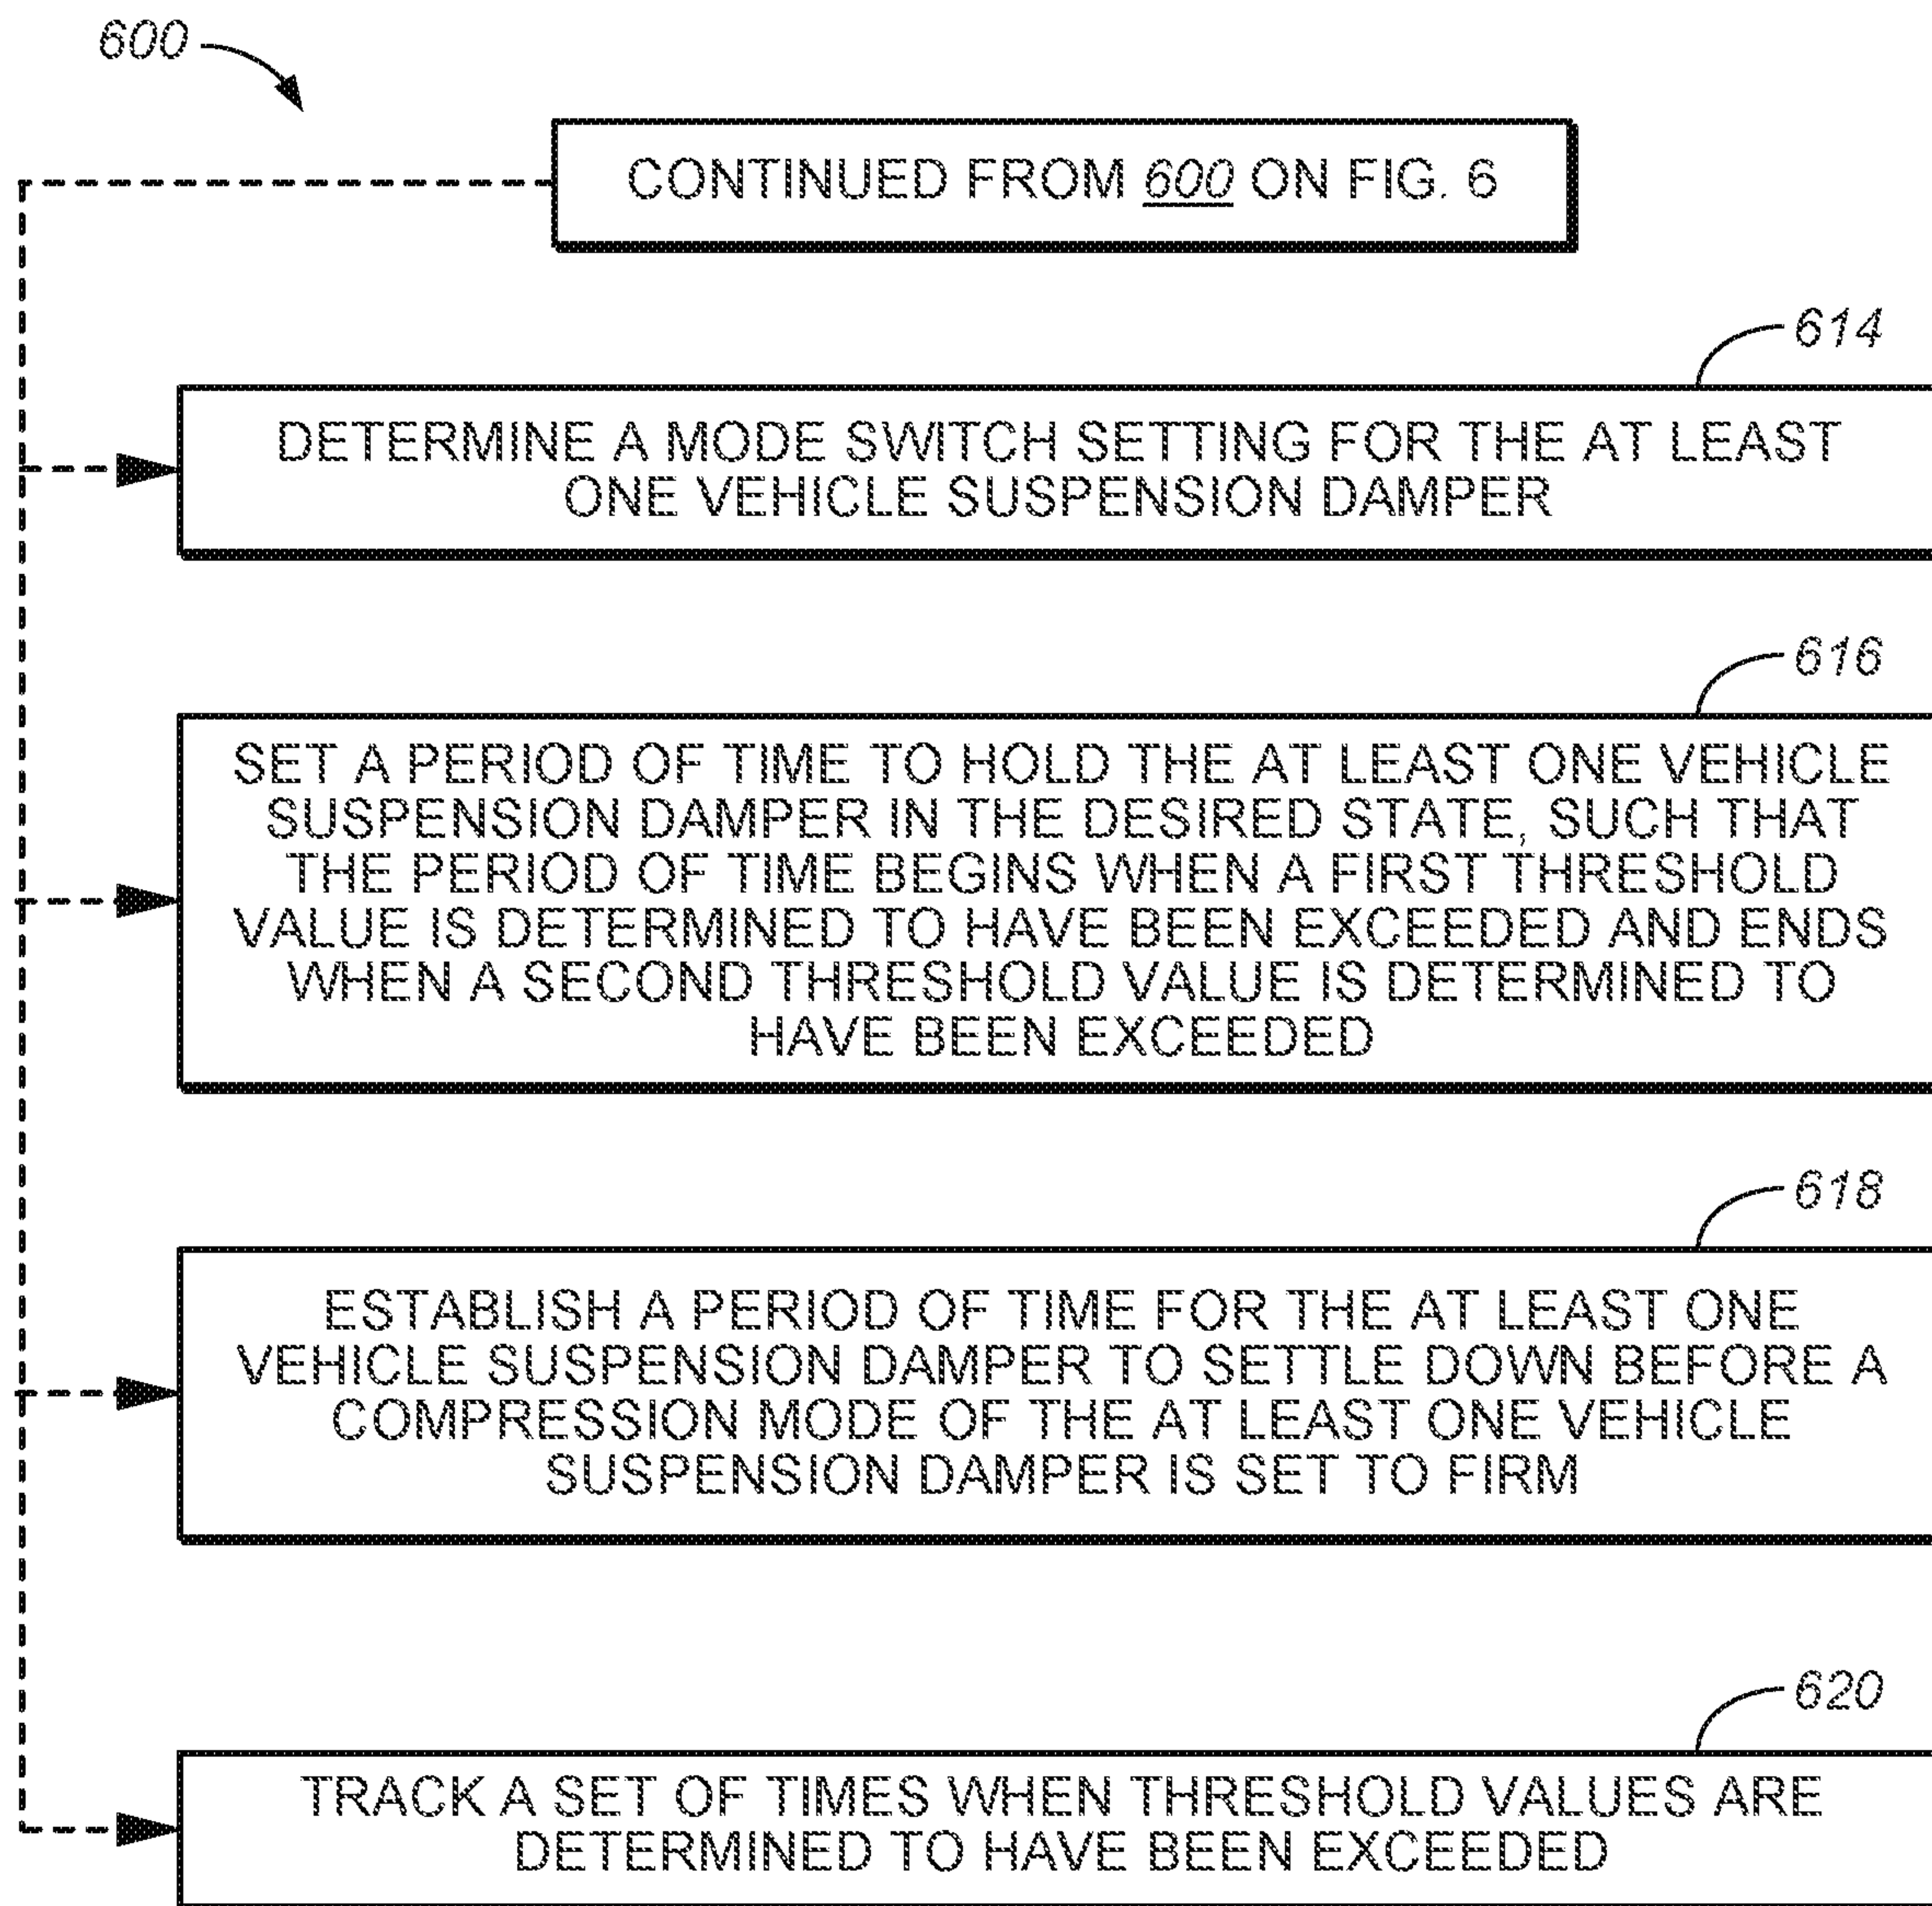 600
CONTINUED FROM 600 ON FIG. 6
614
DETERMINE A MODE SWITCH SETTING FOR THE AT LEAST
ONE VEHICLE SUSPENSION DAMPER
616
SET A PERIOD OF TIME TO HOLD THE AT LEAST ONE VEHICLE
SUSPENSION DAMPER IN THE DESIRED STATE, SUCH THAT
THE PERIOD OF TIME BEGINS WHEN A FIRST THRESHOLD
VALUE IS DETERMINED TO HAVE BEEN EXCEEDED AND ENDS
WHEN A SECOND THRESHOLD VALUE IS DETERMINED TO
HAVE BEEN EXCEEDED
618
ESTABLISH A PERIOD OF TIME FOR THE AT LEAST ONE
VEHICLE SUSPENSION DAMPER TO SETTLE DOWN BEFORE A
COMPRESSION MODE OF THE AT LEAST ONE VEHICLE
SUSPENSION DAMPER IS SET TO FIRM
620
TRACK A SET OF TIMES WHEN THRESHOLD VALUES ARE
DETERMINED TO HAVE BEEN EXCEEDED